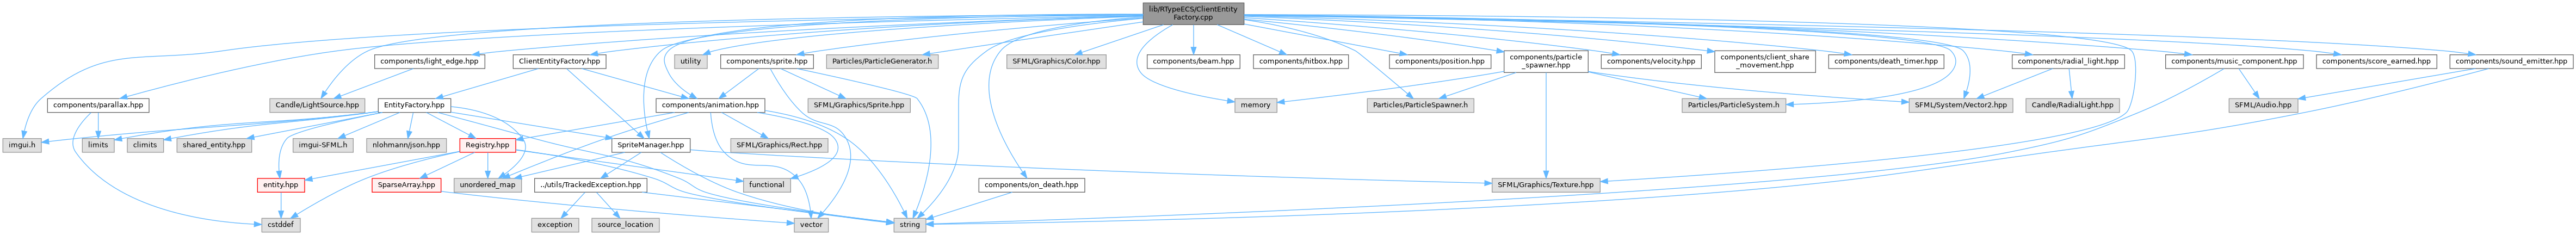 lib/RTypeECS/ClientEntity
Factory.cpp
components/light_edge.hpp
ClientEntityFactory.hpp
utility
components/sprite.hpp
Particles/ParticleGenerator.h
SFML/Graphics/Color.hpp
components/beam.hpp
components/hitbox.hpp
components/position.hpp
components/particle
_spawner.hpp
components/velocity.hpp
components/client_share
_movement.hpp
components/death_timer.hpp
components/radial_light.hpp
components/music_component.hpp
components/score_earned.hpp
components/sound_emitter.hpp
components/parallax.hpp
Candle/LightSource.hpp
EntityFactory.hpp
components/animation.hpp
SFML/Graphics/Sprite.hpp
memory
Particles/ParticleSpawner.h
Particles/ParticleSystem.h
SFML/System/Vector2.hpp
Candle/RadialLight.hpp
SFML/Audio.hpp
imgui.h
limits
climits
shared_entity.hpp
imgui-SFML.h
nlohmann/json.hpp
Registry.hpp
SpriteManager.hpp
SFML/Graphics/Rect.hpp
entity.hpp
SparseArray.hpp
unordered_map
../utils/TrackedException.hpp
functional
components/on_death.hpp
SFML/Graphics/Texture.hpp
cstddef
exception
source_location
vector
string